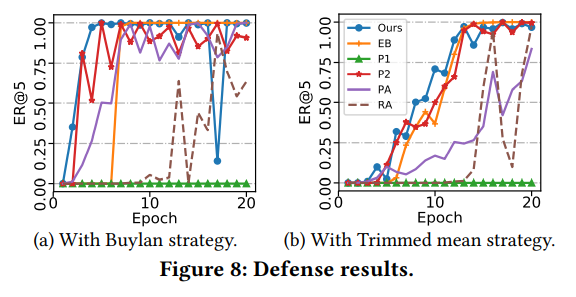 1.00
0.75
0.50
0.25
0.00
ER@5
0
10
20
Epoch
(a) With Buylan strategy.
1.00
0.75
0.50
0.25
0.00
ER@5
Ours
EB
P1
P2
PA
RA
0
10
20
Epoch
(b) With Trimmed mean strategy.
Figure 8: Defense results.